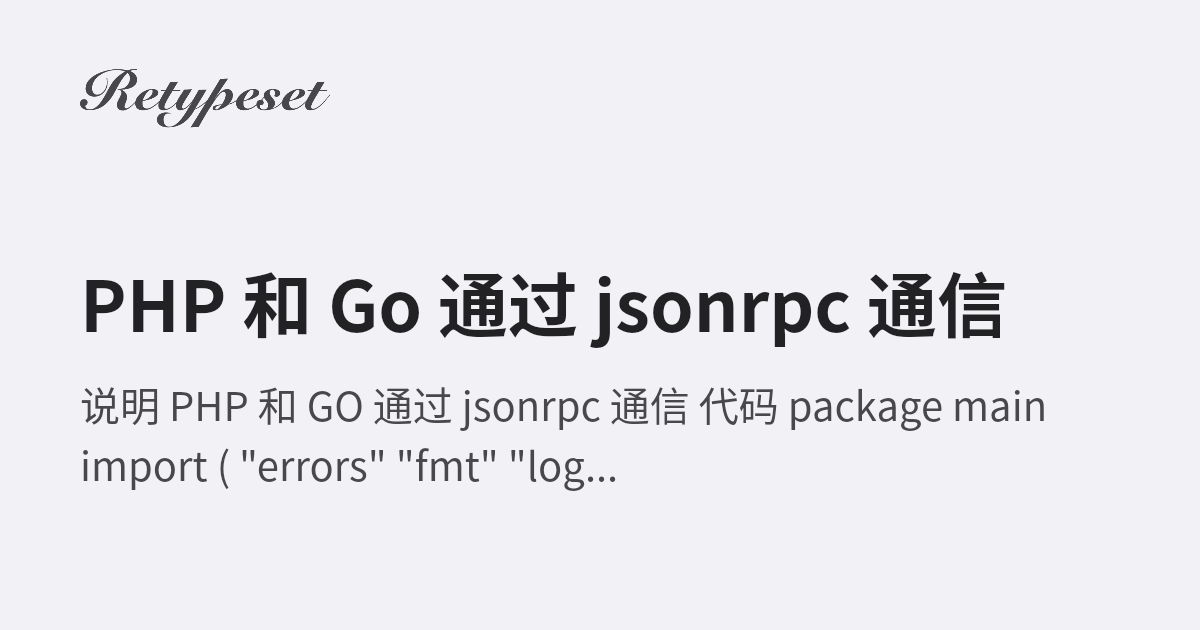 Retypeset
PHP 和 Go 通过 jsonrpc 通信
说明 PHP 和 GO 通过 jsonrpc 通信 代码 package main
import ( "errors" "fmt" "log...